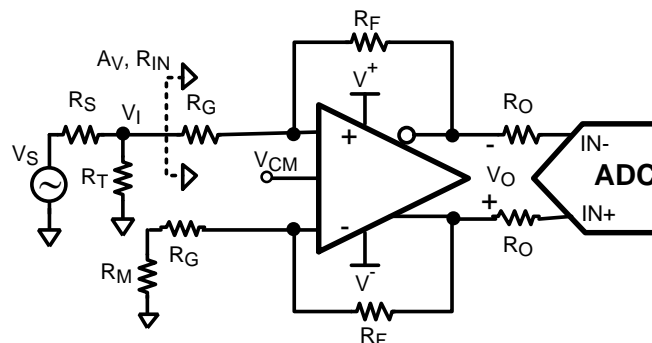 R_F
A_V, R_IN
V^+
R_S
V_I
R_G
R_O
+
-
IN-
V_S
V_CM
R_T
V_O
ADC
+
IN+
-
R_G
R_O
R_M
V^-
R_F